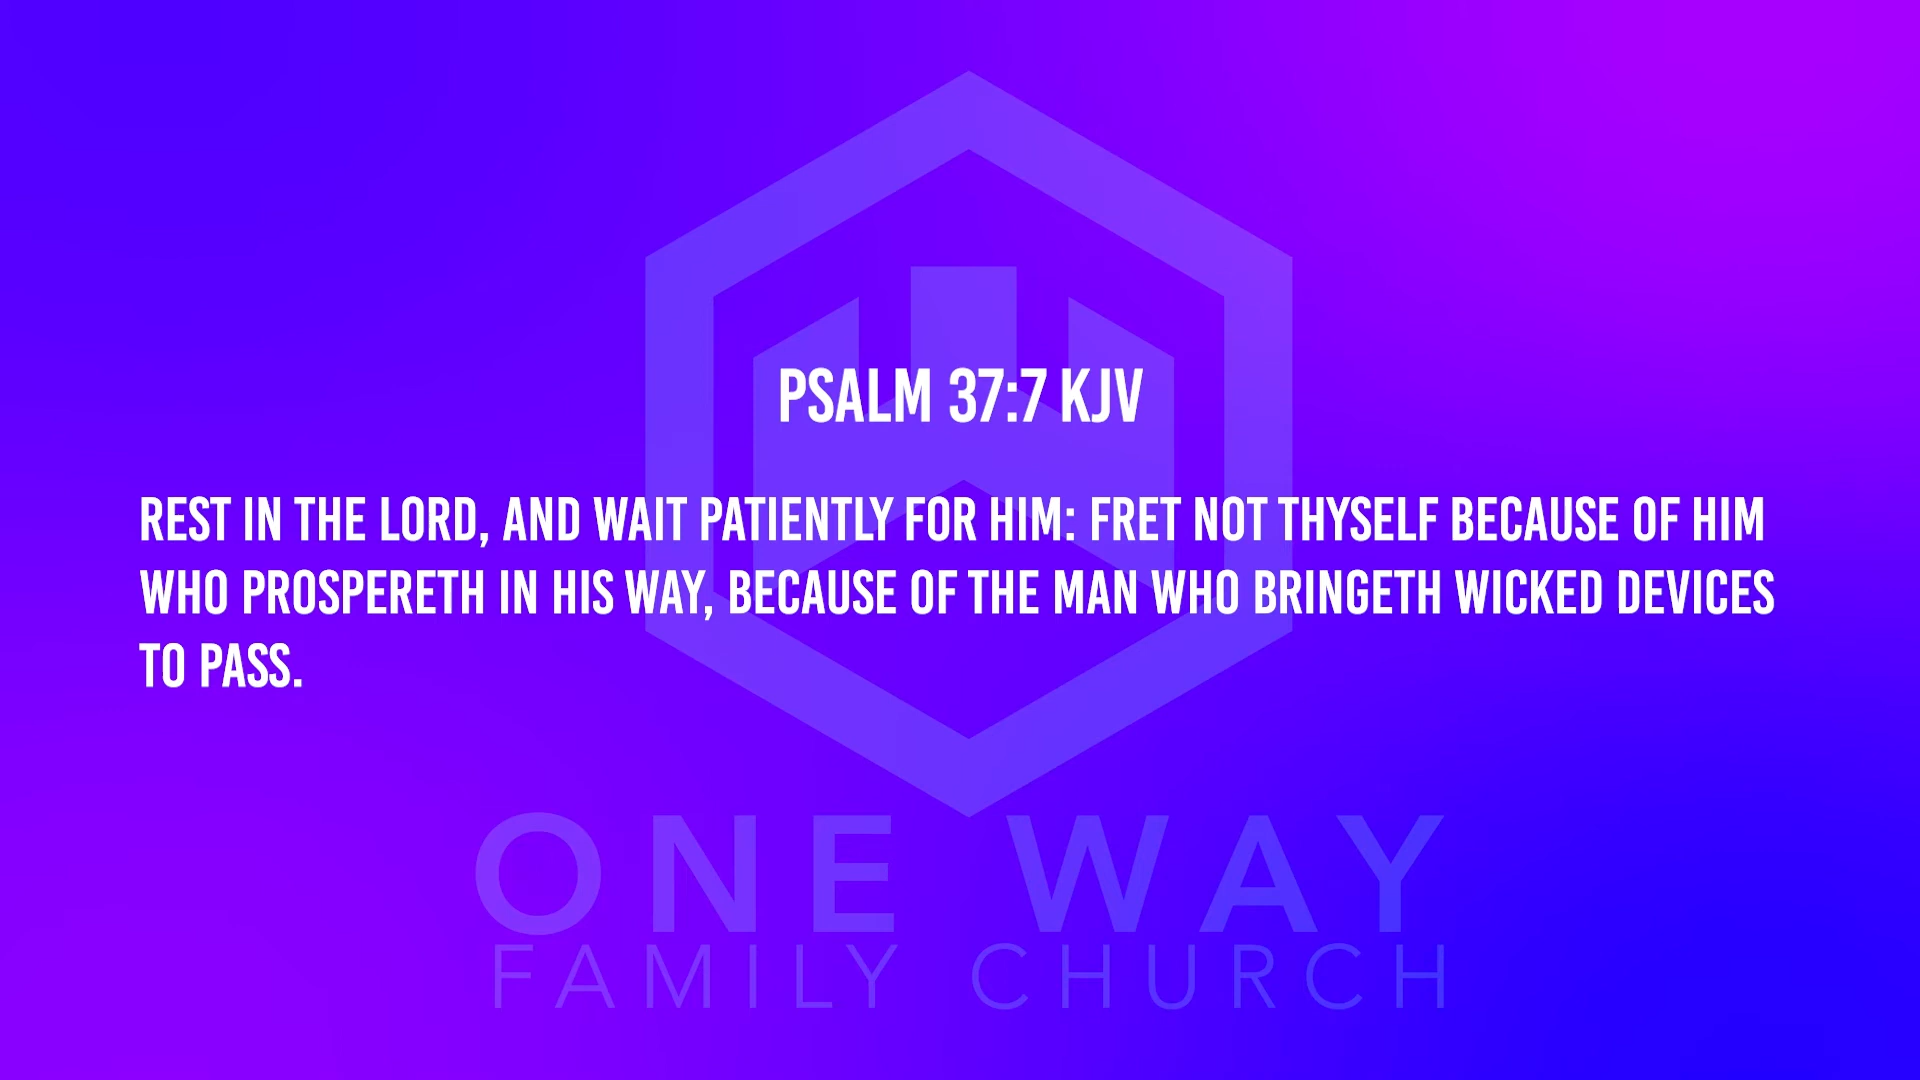 PSALM 37:7 KJV
REST IN THE LORD, AND WAIT PATIENTLY FOR HIM: FRET NOT THYSELF BECAUSE OF HIM
WHO PROSPERETH IN HIS WAY, BECAUSE OF THE MAN WHO BRINGETH WICKED DEVICES
TO PASS.
ONE WAY
FAMILY CHURCH